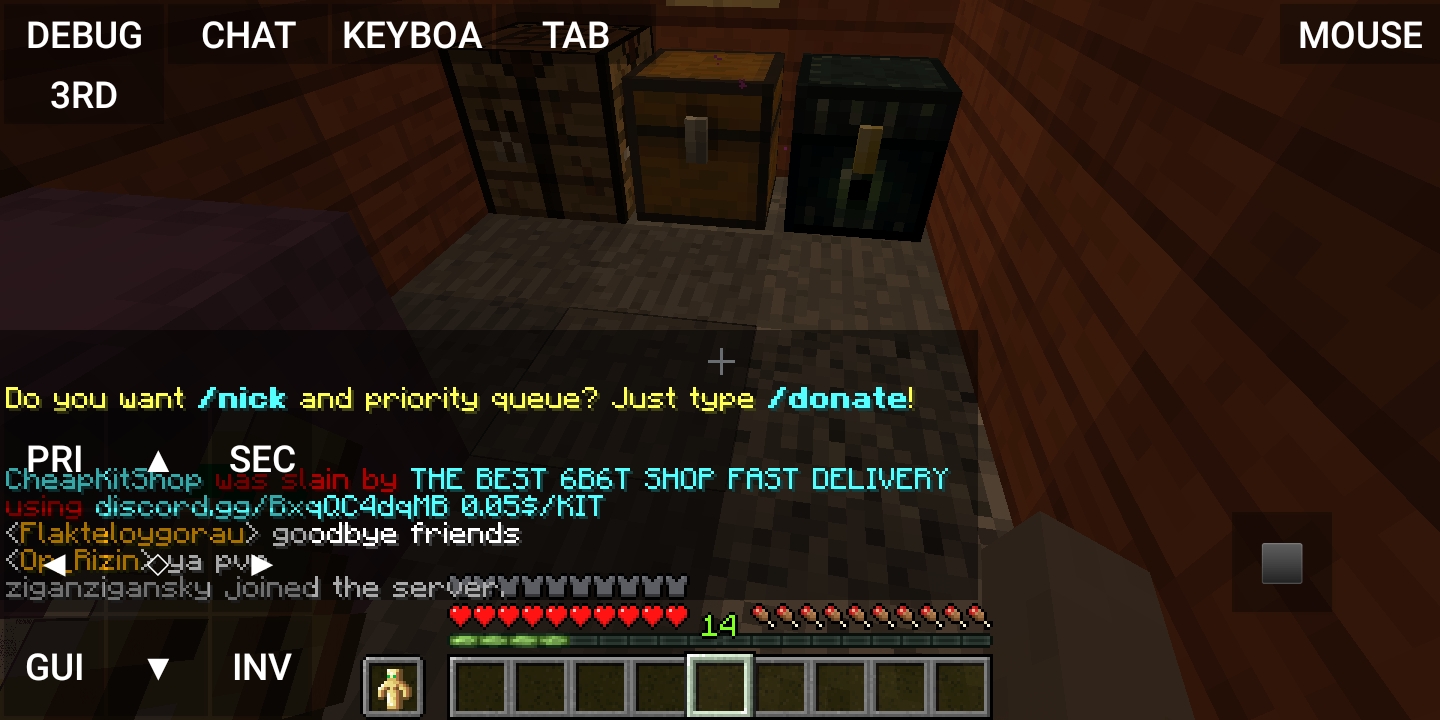 DEBUG CHAT KEYBOA TAB MOUSE
3RD
Do you want /nick and priority queue? Just type /donate!
PRI ▲ SEC
CheapKitShop was slain by THE BEST 6B6T SHOP FAST DELIVERY
using discord.gg/BxqQC4dqMB 0.05$/KIT
<Flakteloygorau> goodbye friends
<Op_Rizin> ya pvp
◀ ◇ ▶
ziganzigansky joined the server.
14
GUI ▼ INV